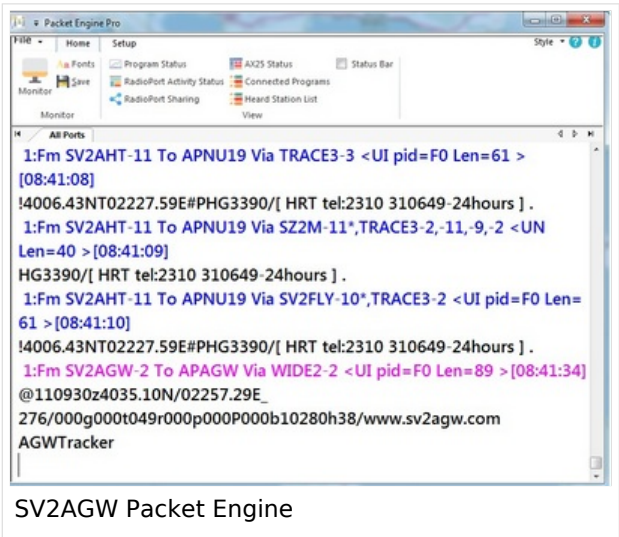 Packet Engine Pro
File Home Setup Style
Fonts Program Status AX25 Status Status Bar
Save RadioPort Activity Status Connected Programs
Monitor RadioPort Sharing Heard Station List
Monitor View
All Ports
1:Fm SV2AHT-11 To APNU19 Via TRACE3-3 <UI pid=F0 Len=61 >
[08:41:08]
!4006.43NT02227.59E#PHG3390/[ HRT tel:2310 310649-24hours ] .
1:Fm SV2AHT-11 To APNU19 Via SZ2M-11*,TRACE3-2,-11,-9,-2 <UN
Len=40 >[08:41:09]
HG3390/[ HRT tel:2310 310649-24hours ] .
1:Fm SV2AHT-11 To APNU19 Via SV2FLY-10*,TRACE3-2 <UI pid=F0 Len=
61 >[08:41:10]
!4006.43NT02227.59E#PHG3390/[ HRT tel:2310 310649-24hours ] .
1:Fm SV2AGW-2 To APAGW Via WIDE2-2 <UI pid=F0 Len=89 >[08:41:34]
@110930z4035.10N/02257.29E_
276/000g000t049r000p000P000b10280h38/www.sv2agw.com
AGWTracker
SV2AGW Packet Engine